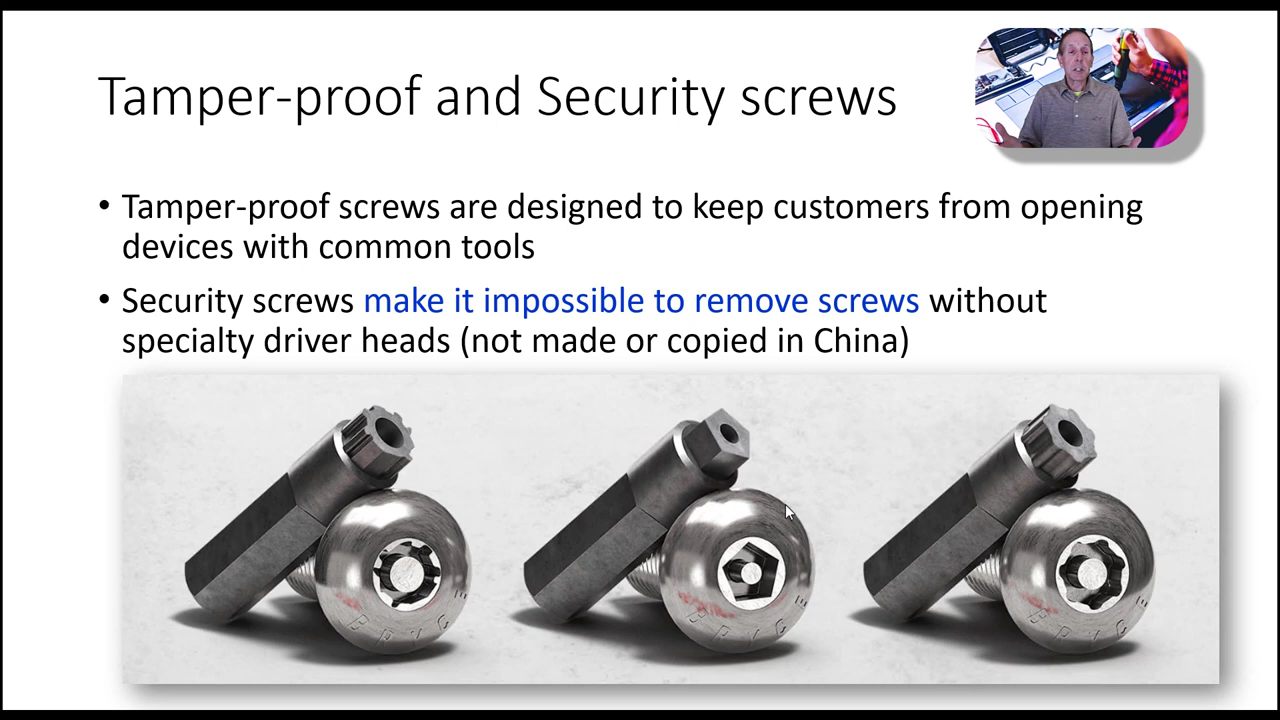 Tamper-proof and Security screws
• Tamper-proof screws are designed to keep customers from opening
devices with common tools
• Security screws make it impossible to remove screws without
specialty driver heads (not made or copied in China)